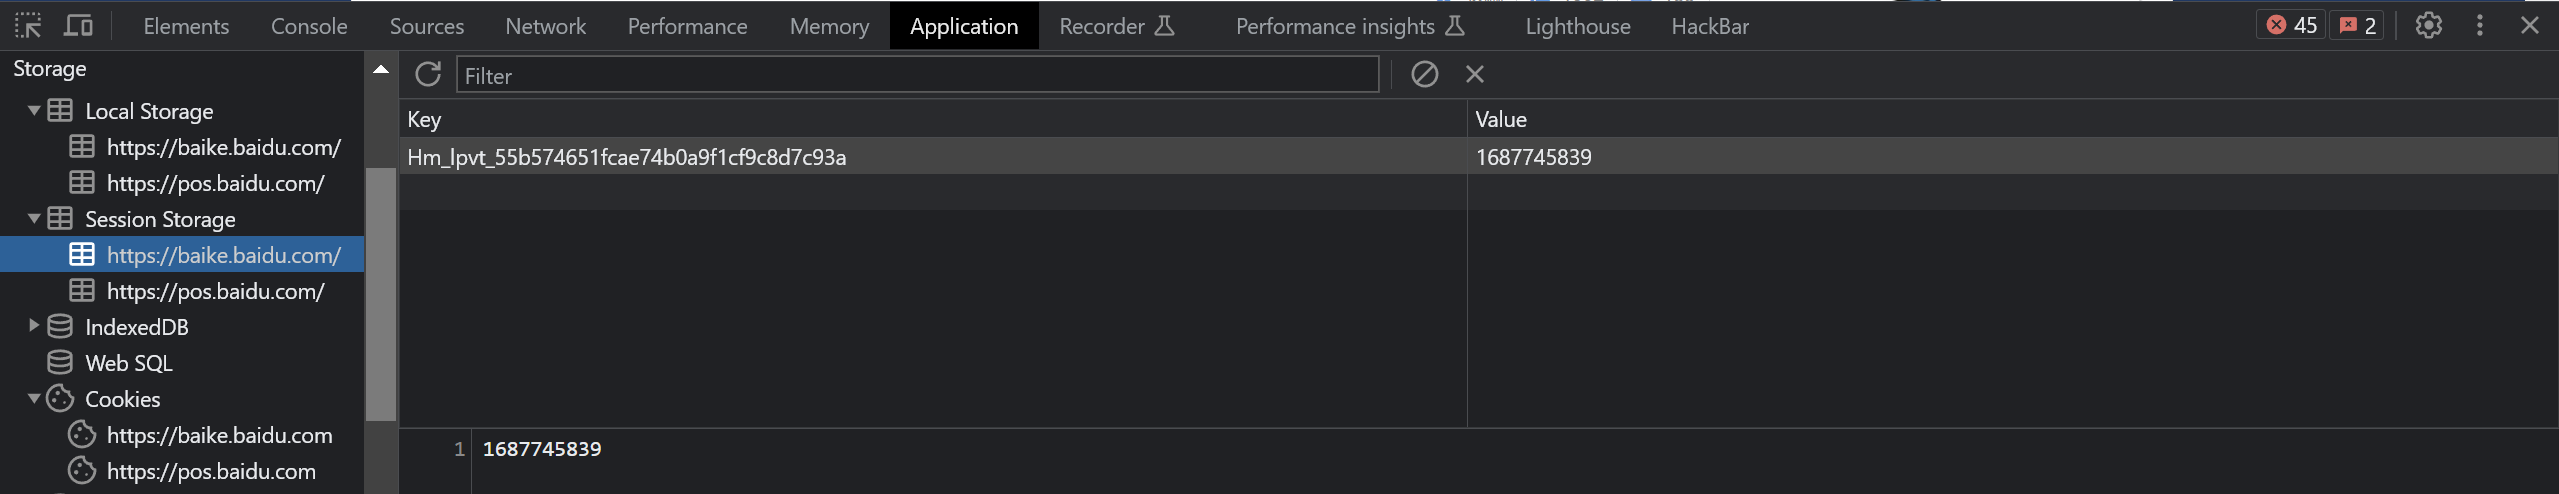 Elements Console Sources Network Performance Memory Application Recorder Performance insights Lighthouse HackBar 45 2
Storage
Filter
Local Storage
https://baike.baidu.com/
https://pos.baidu.com/
Session Storage
https://baike.baidu.com/
https://pos.baidu.com/
IndexedDB
Web SQL
Cookies
https://baike.baidu.com
https://pos.baidu.com
Key Value
Hm_lpvt_55b574651fcae74b0a9f1cf9c8d7c93a 1687745839
1 1687745839